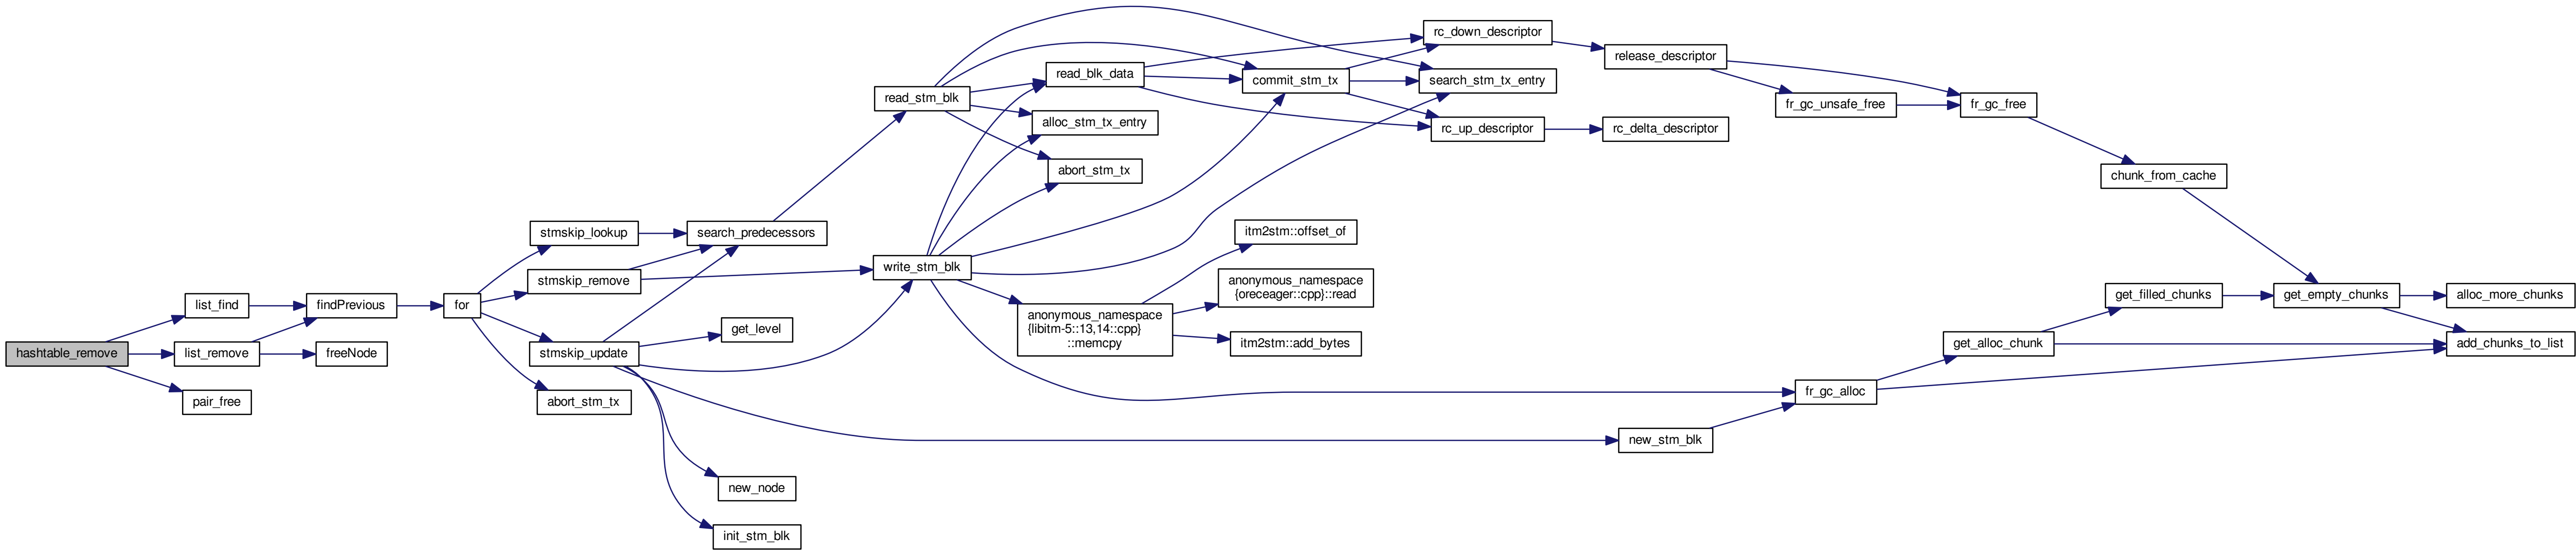 hashtable_remove
list_find
list_remove
pair_free
findPrevious
freeNode
for
stmskip_lookup
stmskip_remove
stmskip_update
abort_stm_tx
search_predecessors
get_level
new_node
init_stm_blk
read_stm_blk
write_stm_blk
read_blk_data
alloc_stm_tx_entry
abort_stm_tx
anonymous_namespace
{libitm-5::13,14::cpp}
::memcpy
commit_stm_tx
itm2stm::offset_of
anonymous_namespace
{oreceager::cpp}::read
itm2stm::add_bytes
rc_down_descriptor
search_stm_tx_entry
rc_up_descriptor
release_descriptor
rc_delta_descriptor
new_stm_blk
fr_gc_unsafe_free
fr_gc_alloc
fr_gc_free
get_alloc_chunk
chunk_from_cache
get_filled_chunks
get_empty_chunks
alloc_more_chunks
add_chunks_to_list